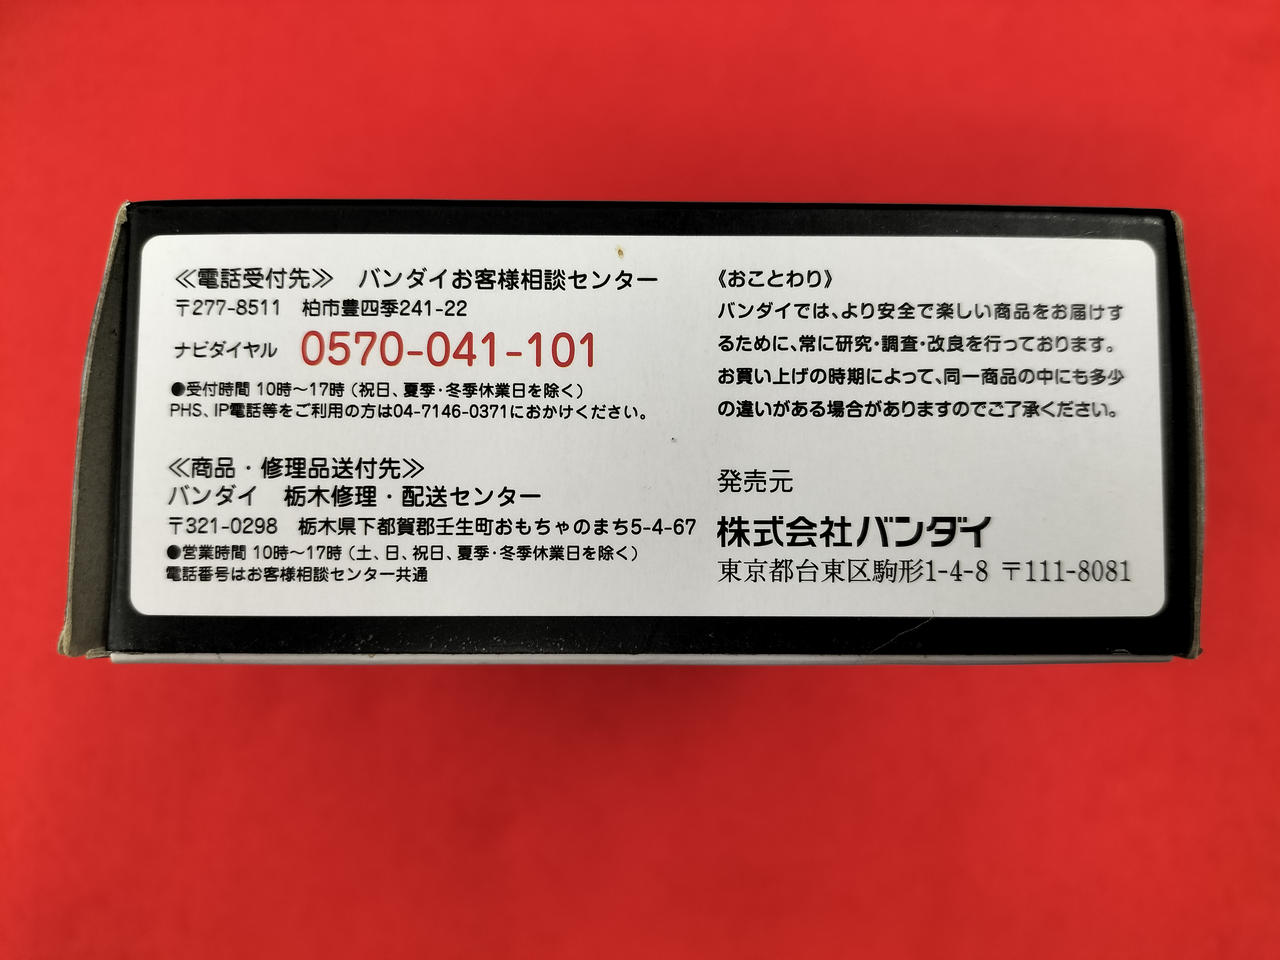 ≪電話受付先≫　バンダイお客様相談センター
〒277-8511　柏市豊四季241-22
ナビダイヤル　0570-041-101
●受付時間 10時〜17時（祝日、夏季・冬季休業日を除く）
PHS、IP電話等をご利用の方は04-7146-0371におかけください。
≪商品・修理品送付先≫
バンダイ　栃木修理・配送センター
〒321-0298　栃木県下都賀郡壬生町おもちゃのまち5-4-67
●営業時間 10時〜17時（土、日、祝日、夏季・冬季休業日を除く）
電話番号はお客様相談センター共通
《おことわり》
バンダイでは、より安全で楽しい商品をお届けす
るために、常に研究・調査・改良を行っております。
お買い上げの時期によって、同一商品の中にも多少
の違いがある場合がありますのでご了承ください。
発売元
株式会社バンダイ
東京都台東区駒形1-4-8 〒111-8081